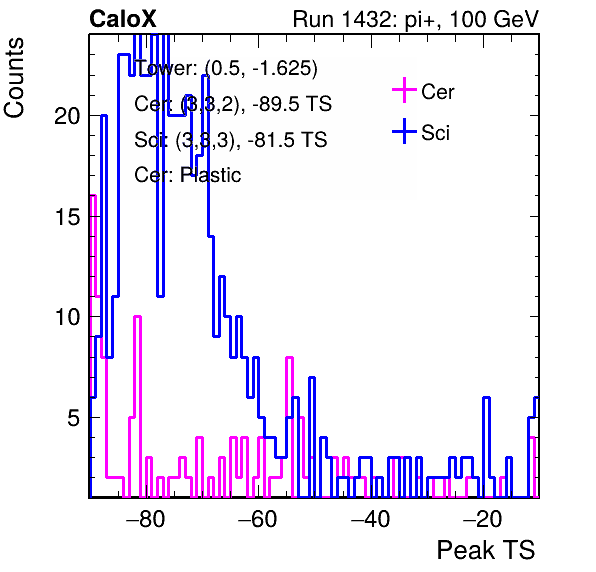 CaloX Run 1432: pi+, 100 GeV
Counts
Tower: (0.5, -1.625)
Cer: (3,3,2), -89.5 TS
Sci: (3,3,3), -81.5 TS
Cer: Plastic
Cer
Sci
20
15
10
5
−80 −60 −40 −20
Peak TS